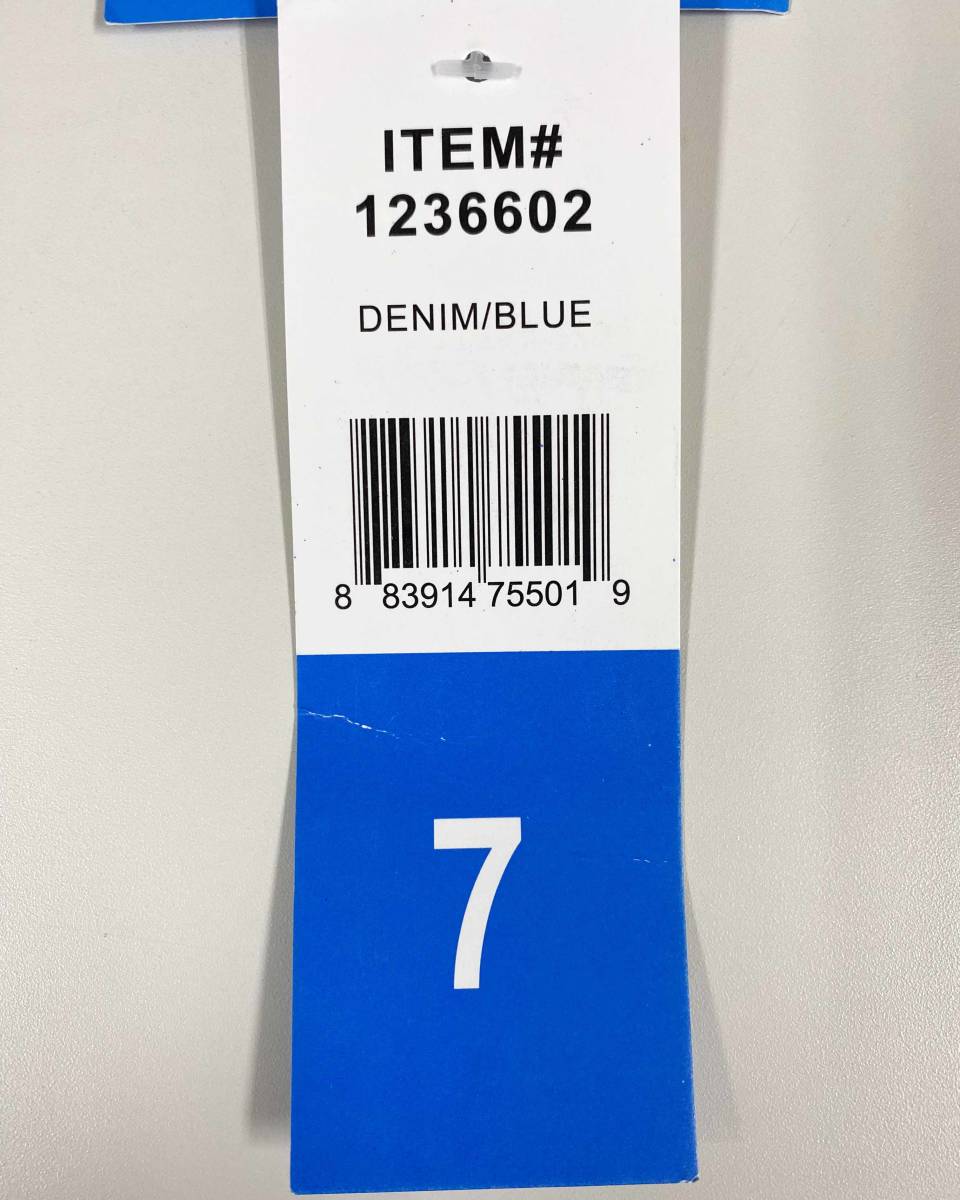 ITEM#
1236602
DENIM/BLUE
8 83914 75501 9
7